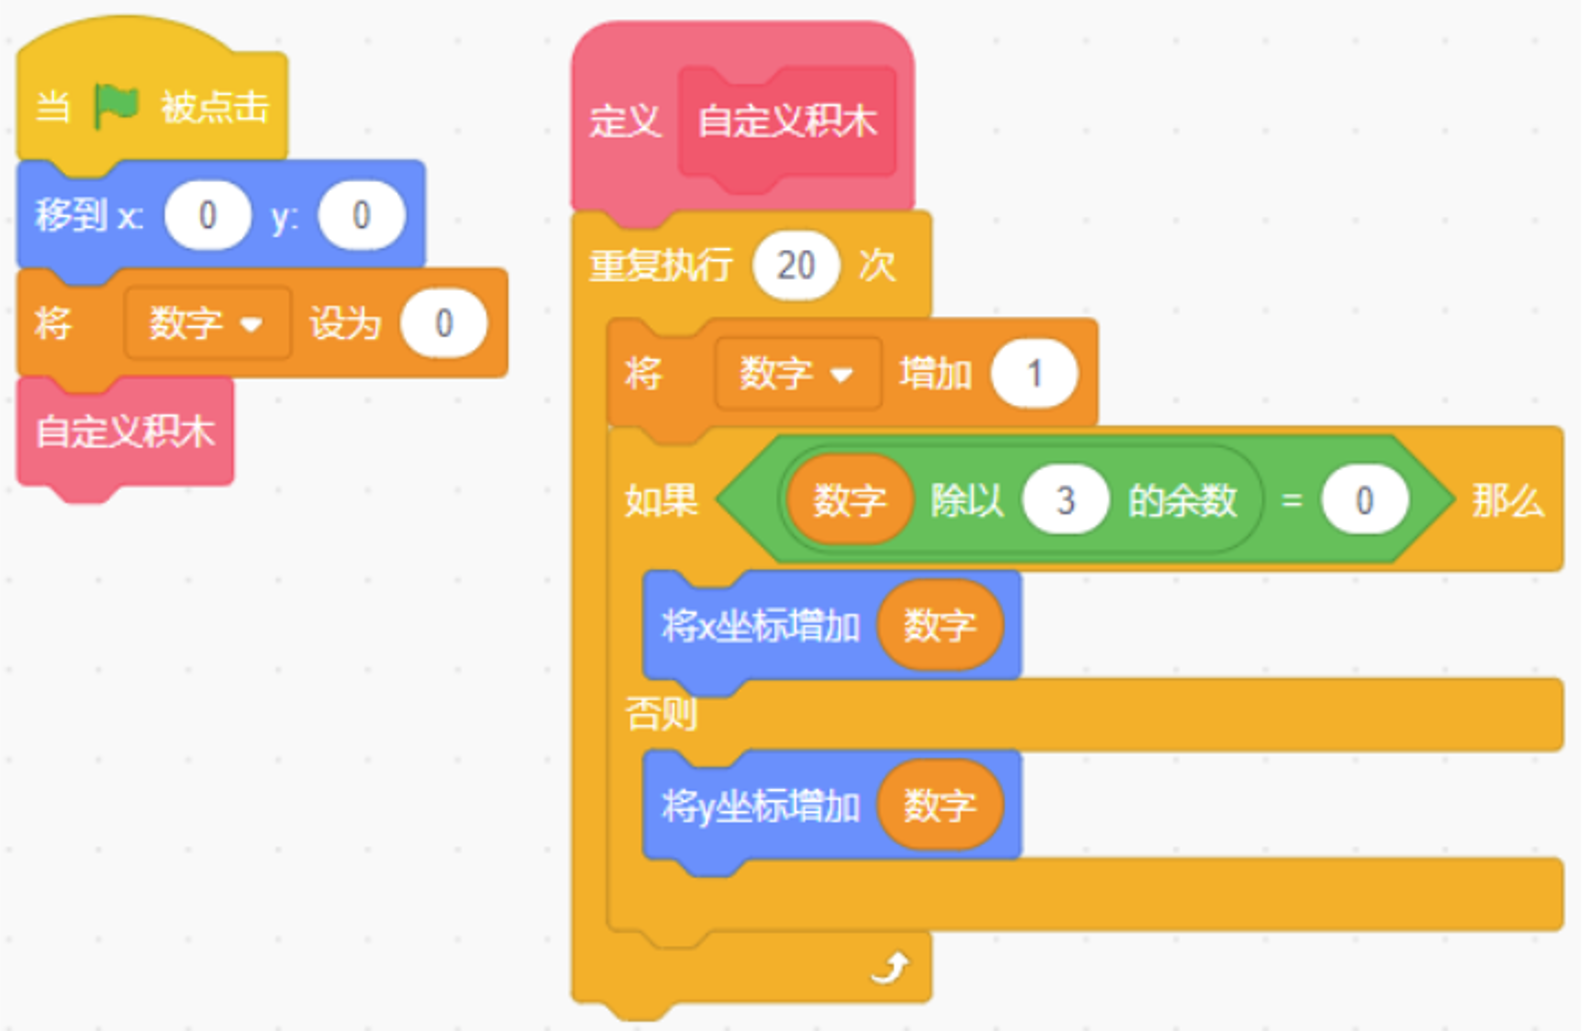 当 被点击
移到 x: 0 y: 0
将 数字 设为 0
自定义积木
定义 自定义积木
重复执行 20 次
将 数字 增加 1
如果 数字 除以 3 的余数 = 0 那么
将x坐标增加 数字
否则
将y坐标增加 数字